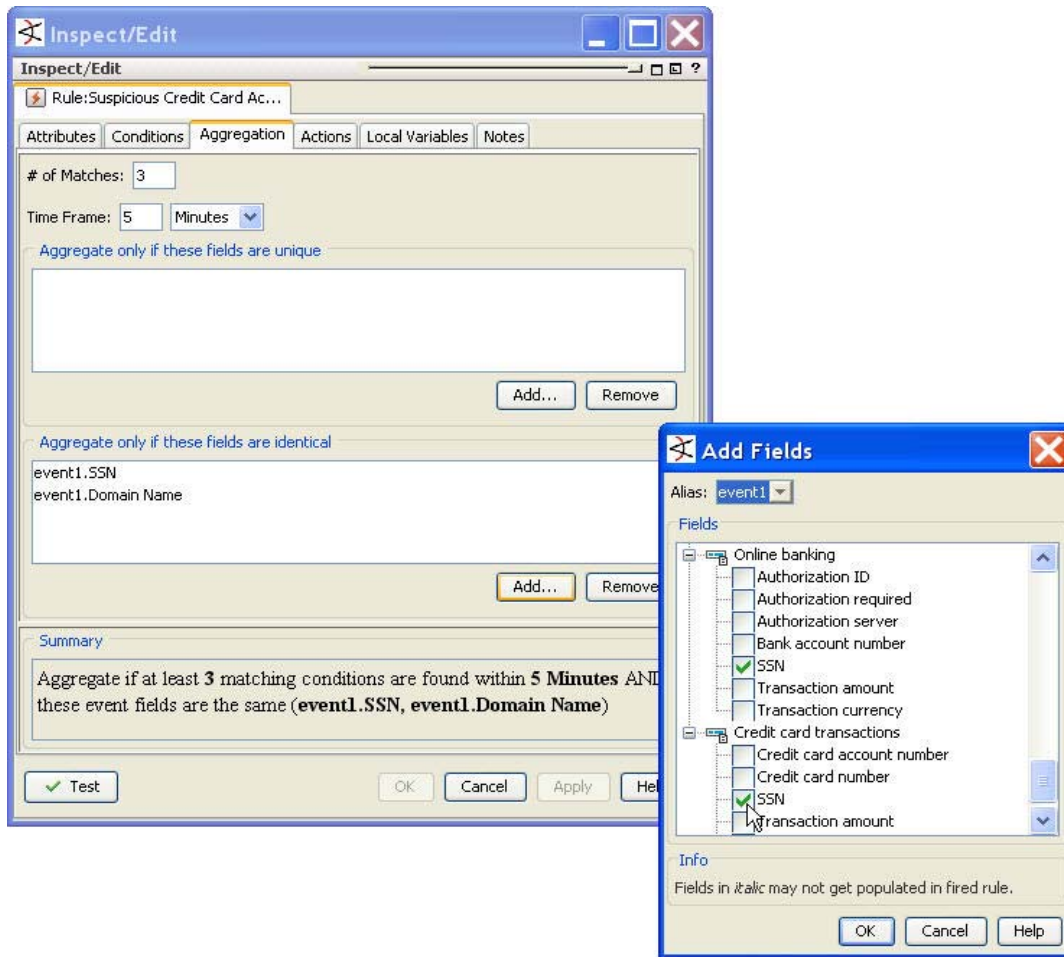 Inspect/Edit
Inspect/Edit
?
Rule:Suspicious Credit Card Ac...
Attributes Conditions Aggregation Actions Local Variables Notes
# of Matches: 3
Time Frame: 5 Minutes
Aggregate only if these fields are unique
Add... Remove
Aggregate only if these fields are identical
event1.SSN
event1.Domain Name
Add... Remove
Summary
Aggregate if at least 3 matching conditions are found within 5 Minutes AND
these event fields are the same (event1.SSN, event1.Domain Name)
Test OK Cancel Apply Hel
Add Fields
Alias: event1
Fields
Online banking
Authorization ID
Authorization required
Authorization server
Bank account number
SSN
Transaction amount
Transaction currency
Credit card transactions
Credit card account number
Credit card number
SSN
Transaction amount
Info
Fields in italic may not get populated in fired rule.
OK Cancel Help